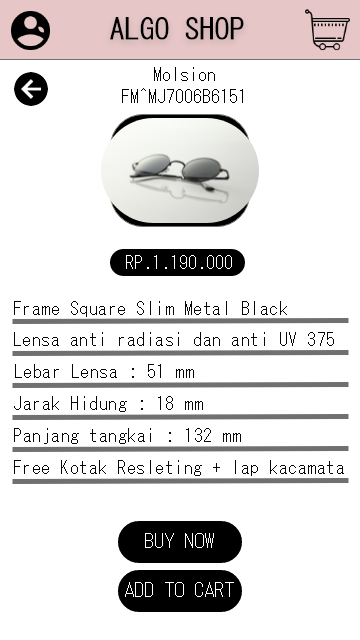 ALGO SHOP
Molsion
FM^MJ7006B6151
RP.1.190.000
Frame Square Slim Metal Black
Lensa anti radiasi dan anti UV 375
Lebar Lensa : 51 mm
Jarak Hidung : 18 mm
Panjang tangkai : 132 mm
Free Kotak Resleting + lap kacamata
BUY NOW
ADD TO CART